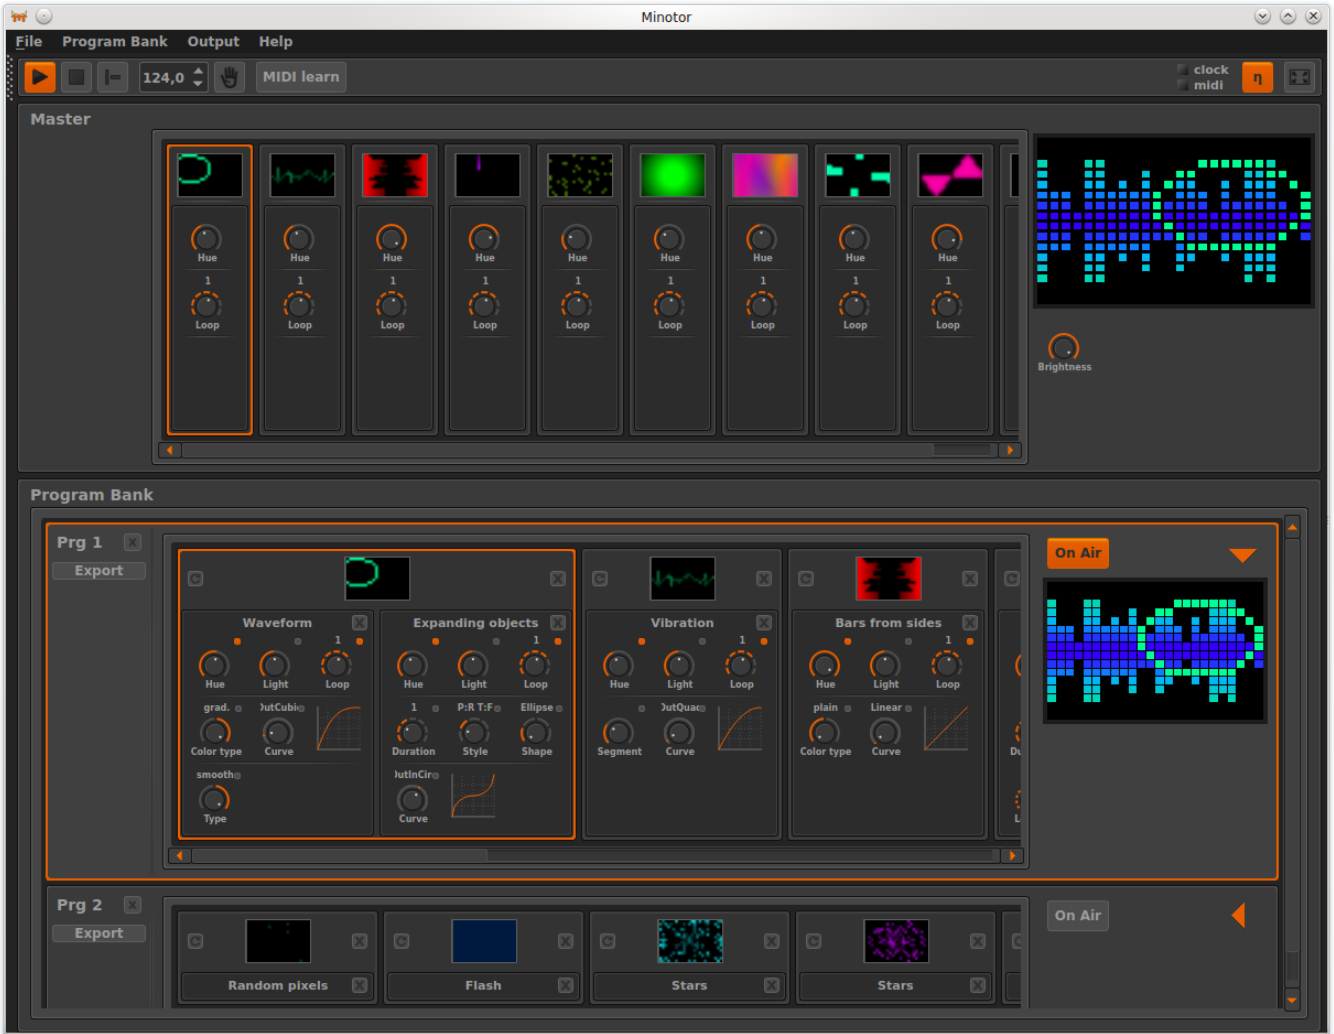 Minotor
File Program Bank Output Help
124,0 MIDI learn clock η
midi
Master
Hue Hue Hue Hue Hue Hue Hue Hue Hue
1 1 1 1 1 1 1 1 1
Loop Loop Loop Loop Loop Loop Loop Loop Loop
Brightness
Program Bank
Prg 1 X On Air
Export
C X C X C X C
Waveform X Expanding objects X Vibration X Bars from sides X
1 1 1 1
Hue Light Loop Hue Light Loop Hue Light Loop Hue Light Loop
grad. OutCubi 1 P:R T:F Ellipse OutQuad plain Linear
Color type Curve Duration Style Shape Segment Curve Color type Curve
smooth OutInCir
Type Curve
Prg 2 X On Air
Export
C X C X C X C X C
Random pixels X Flash X Stars X Stars X